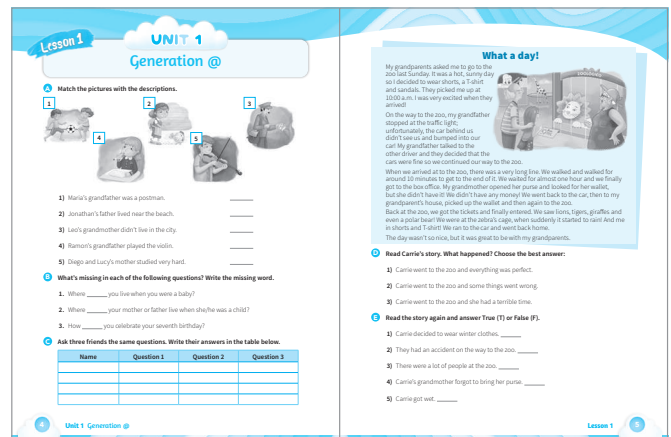 Lesson 1
UNIT 1
Generation @
A Match the pictures with the descriptions.
1
2
3
4
5
1) Maria's grandfather was a postman. ______
2) Jonathan's father lived near the beach. ______
3) Leo's grandmother didn't live in the city. ______
4) Ramon's grandfather played the violin. ______
5) Diego and Lucy's mother studied very hard. ______
B What's missing in each of the following questions? Write the missing word.
1. Where ______ you live when you were a baby?
2. Where ______ your mother or father live when she/he was a child?
3. How ______ you celebrate your seventh birthday?
C Ask three friends the same questions. Write their answers in the table below.
Name Question 1 Question 2 Question 3
4 Unit 1 Generation @
What a day!
My grandparents asked me to go to the
zoo last Sunday. It was a hot, sunny day
so I decided to wear shorts, a T-shirt
and sandals. They picked me up at
10:00 a.m. I was very excited when they
arrived!
On the way to the zoo, my grandfather
stopped at the traffic light;
unfortunately, the car behind us
didn't see us and bumped into our
car! My grandfather talked to the
other driver and they decided that the
cars were fine so we continued our way to the zoo.
When we arrived at to the zoo, there was a very long line. We walked and walked for
around 10 minutes to get to the end of it. We waited for almost one hour and we finally
got to the box office. My grandmother opened her purse and looked for her wallet,
but she didn't have it! We didn't have any money! We went back to the car, then to my
grandparent's house, picked up the wallet and then again to the zoo.
Back at the zoo, we got the tickets and finally entered. We saw lions, tigers, giraffes and
even a polar bear! We were at the zebra's cage, when suddenly it started to rain! And me
in shorts and T-shirt! We ran to the car and went back home.
The day wasn't so nice, but it was great to be with my grandparents.
D Read Carrie's story. What happened? Choose the best answer:
1) Carrie went to the zoo and everything was perfect.
2) Carrie went to the zoo and some things went wrong.
3) Carrie went to the zoo and she had a terrible time.
E Read the story again and answer True (T) or False (F).
1) Carrie decided to wear winter clothes. ______
2) They had an accident on the way to the zoo. ______
3) There were a lot of people at the zoo. ______
4) Carrie's grandmother forgot to bring her purse. ______
5) Carrie got wet. ______
Lesson 1 5